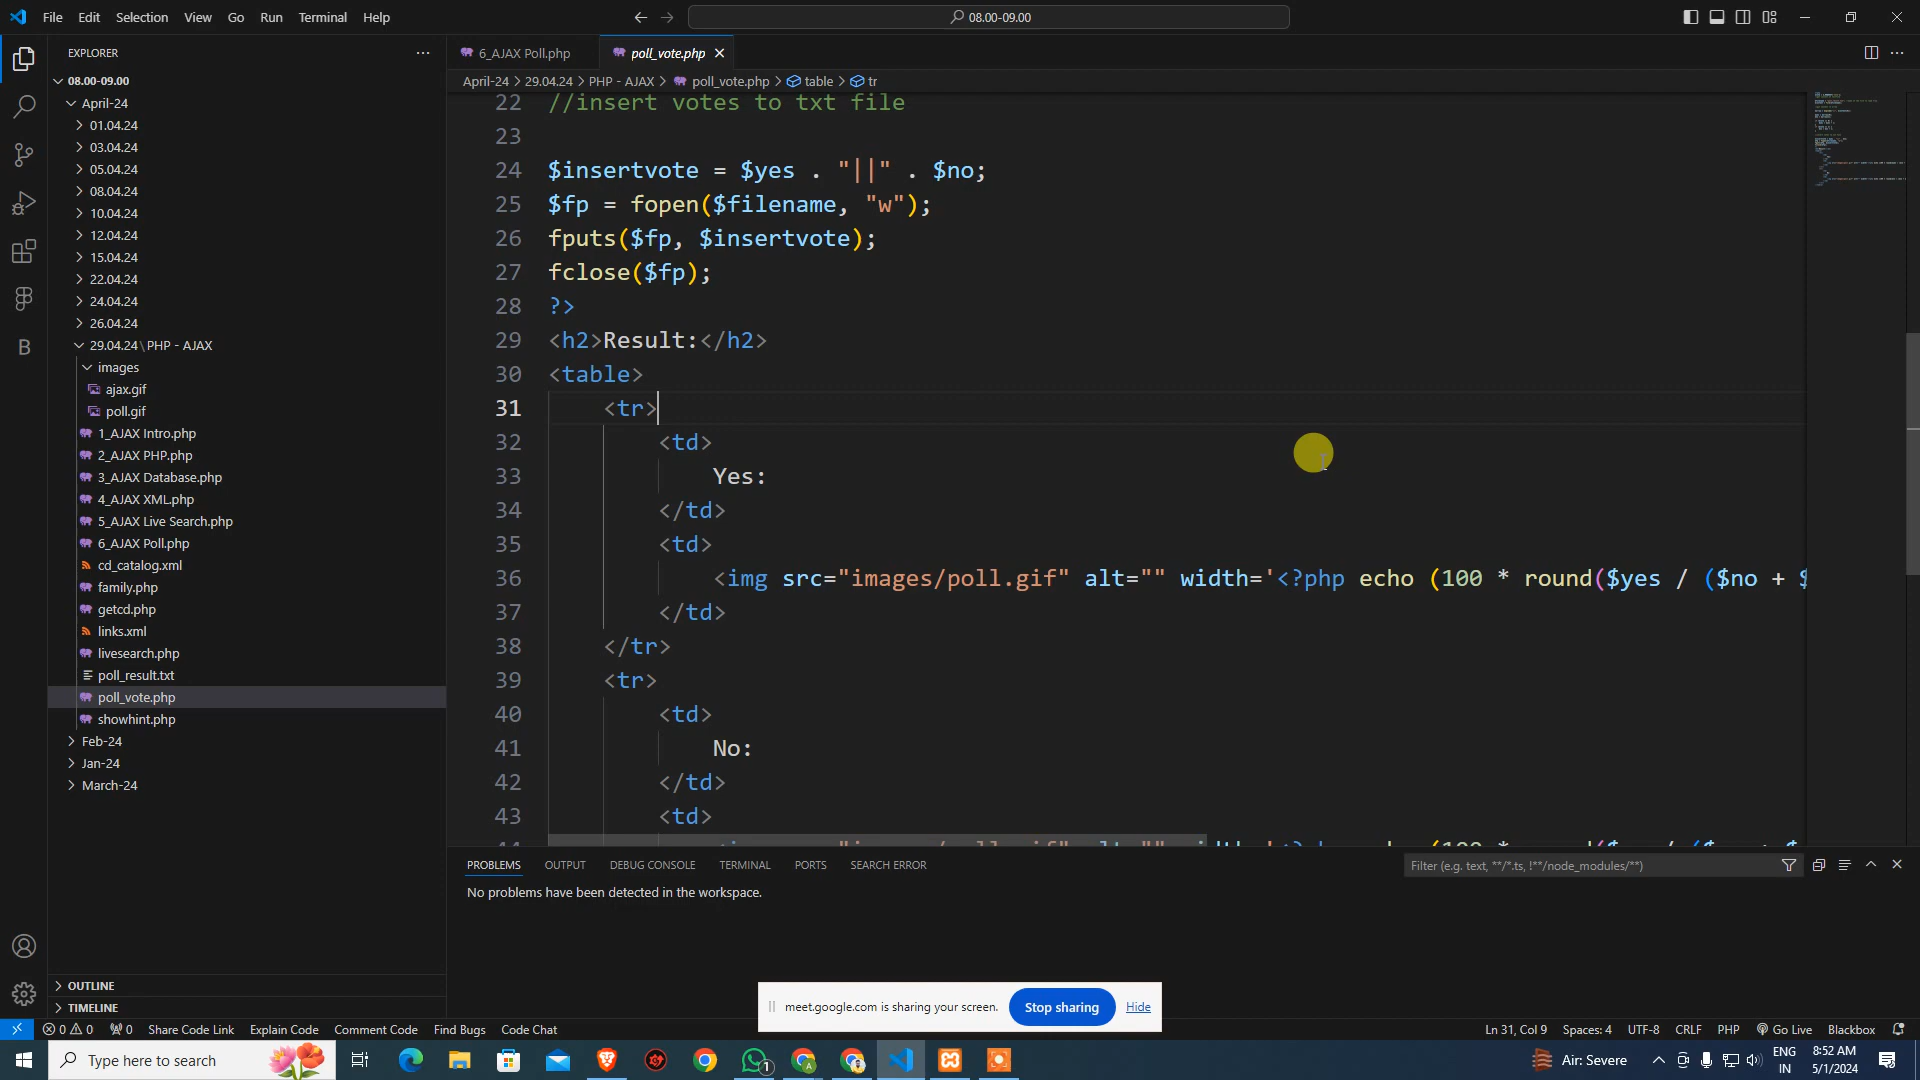 File Edit Selection View Go Run Terminal Help
08.00-09.00
EXPLORER
08.00-09.00
April-24
01.04.24
03.04.24
05.04.24
08.04.24
10.04.24
12.04.24
15.04.24
22.04.24
24.04.24
26.04.24
29.04.24\PHP - AJAX
images
ajax.gif
poll.gif
1_AJAX Intro.php
2_AJAX PHP.php
3_AJAX Database.php
4_AJAX XML.php
5_AJAX Live Search.php
6_AJAX Poll.php
cd_catalog.xml
family.php
getcd.php
links.xml
livesearch.php
poll_result.txt
poll_vote.php
showhint.php
Feb-24
Jan-24
March-24
OUTLINE
TIMELINE
6_AJAX Poll.php poll_vote.php
April-24 > 29.04.24 > PHP - AJAX > poll_vote.php > table > tr
22 //insert votes to txt file
23
24 $insertvote = $yes . "||" . $no;
25 $fp = fopen($filename, "w");
26 fputs($fp, $insertvote);
27 fclose($fp);
28 ?>
29 <h2>Result:</h2>
30 <table>
31 <tr>
32 <td>
33 Yes:
34 </td>
35 <td>
36 <img src="images/poll.gif" alt="" width='<?php echo (100 * round($yes / ($no + $
37 </td>
38 </tr>
39 <tr>
40 <td>
41 No:
42 </td>
43 <td>
PROBLEMS OUTPUT DEBUG CONSOLE TERMINAL PORTS SEARCH ERROR
Filter (e.g. text, **/*.ts, !**/node_modules/**)
No problems have been detected in the workspace.
meet.google.com is sharing your screen. Stop sharing Hide
0 0 0 Share Code Link Explain Code Comment Code Find Bugs Code Chat
Ln 31, Col 9 Spaces: 4 UTF-8 CRLF PHP Go Live Blackbox
Type here to search
Air: Severe
ENG
IN
8:52 AM
5/1/2024